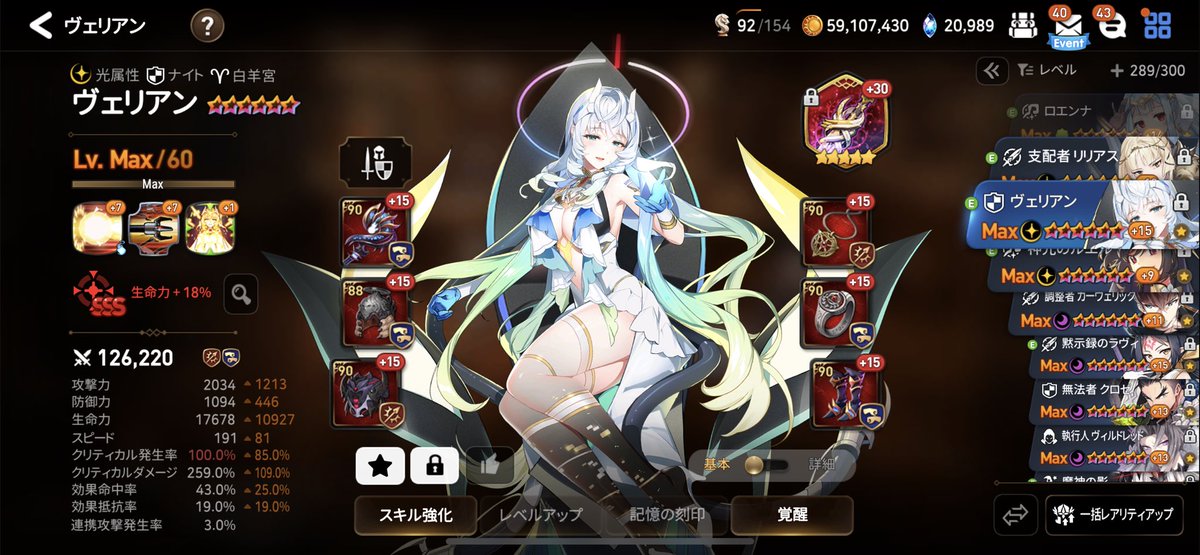 ヴェリアン
?
92/154
59,107,430
20,989
40
Event
43
光属性 ナイト 白羊宮
ヴェリアン
Lv. Max/60
Max
+7
+7
+1
SSS
生命力+18%
126,220
攻撃力 2034 1213
防御力 1094 446
生命力 17678 10927
スピード 191 81
クリティカル発生率 100.0% 85.0%
クリティカルダメージ 259.0% 109.0%
効果命中率 43.0% 25.0%
効果抵抗率 19.0% 19.0%
連携攻撃発生率 3.0%
+30
90 +15
88 +15
90 +15
90 +15
90 +15
90 +15
基本
詳細
スキル強化
レベルアップ
記憶の刻印
覚醒
レベル
289/300
E ロエンナ
E 支配者 リリアス
E ヴェリアン
Max +15
E
Max +9
調整者 カーウェリック
Max +11
E 黙示録のラヴィ
Max +15
無法者 クロゼ
Max +13
執行人 ヴィルドレッド
Max +13
魔神の影
一括レアリティアップ